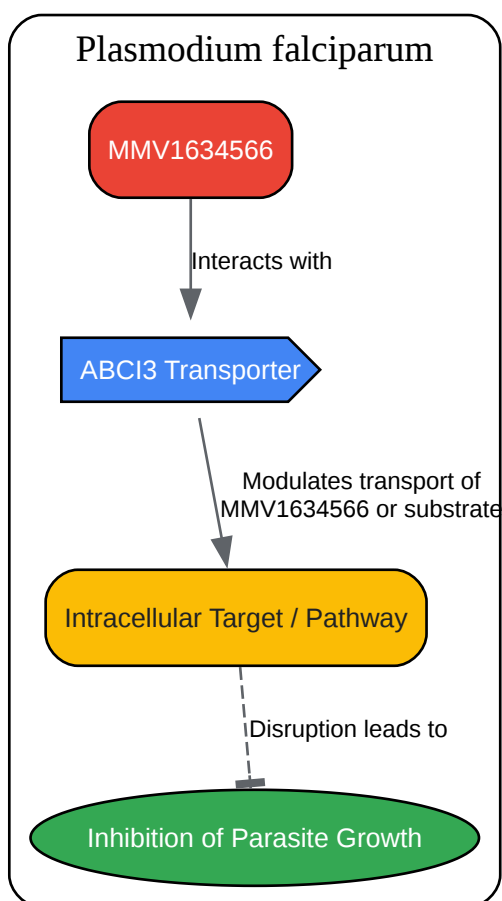 Plasmodium falciparum
MMV1634566
Interacts with
ABCI3 Transporter
Modulates transport of
MMV1634566 or substrate
Intracellular Target / Pathway
Disruption leads to
Inhibition of Parasite Growth